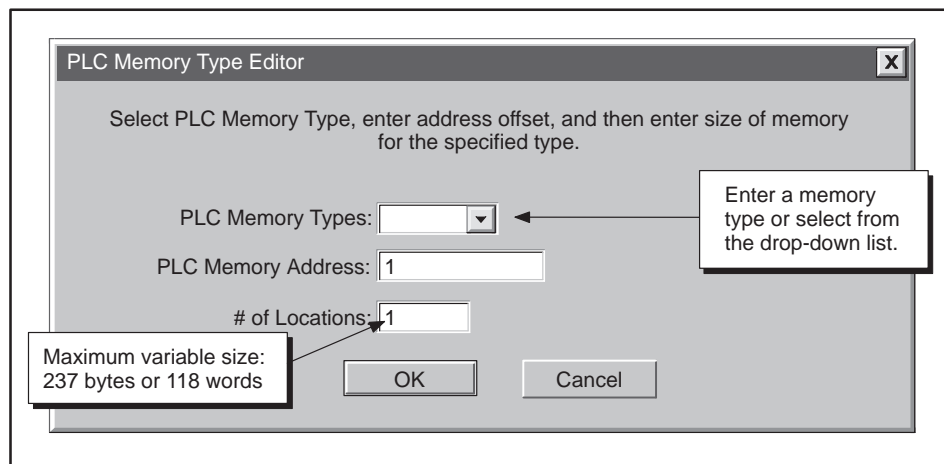 PLC Memory Type Editor
X
Select PLC Memory Type, enter address offset, and then enter size of memory
for the specified type.
Enter a memory
type or select from
the drop-down list.
PLC Memory Types:
PLC Memory Address: 1
# of Locations: 1
Maximum variable size:
237 bytes or 118 words
OK Cancel